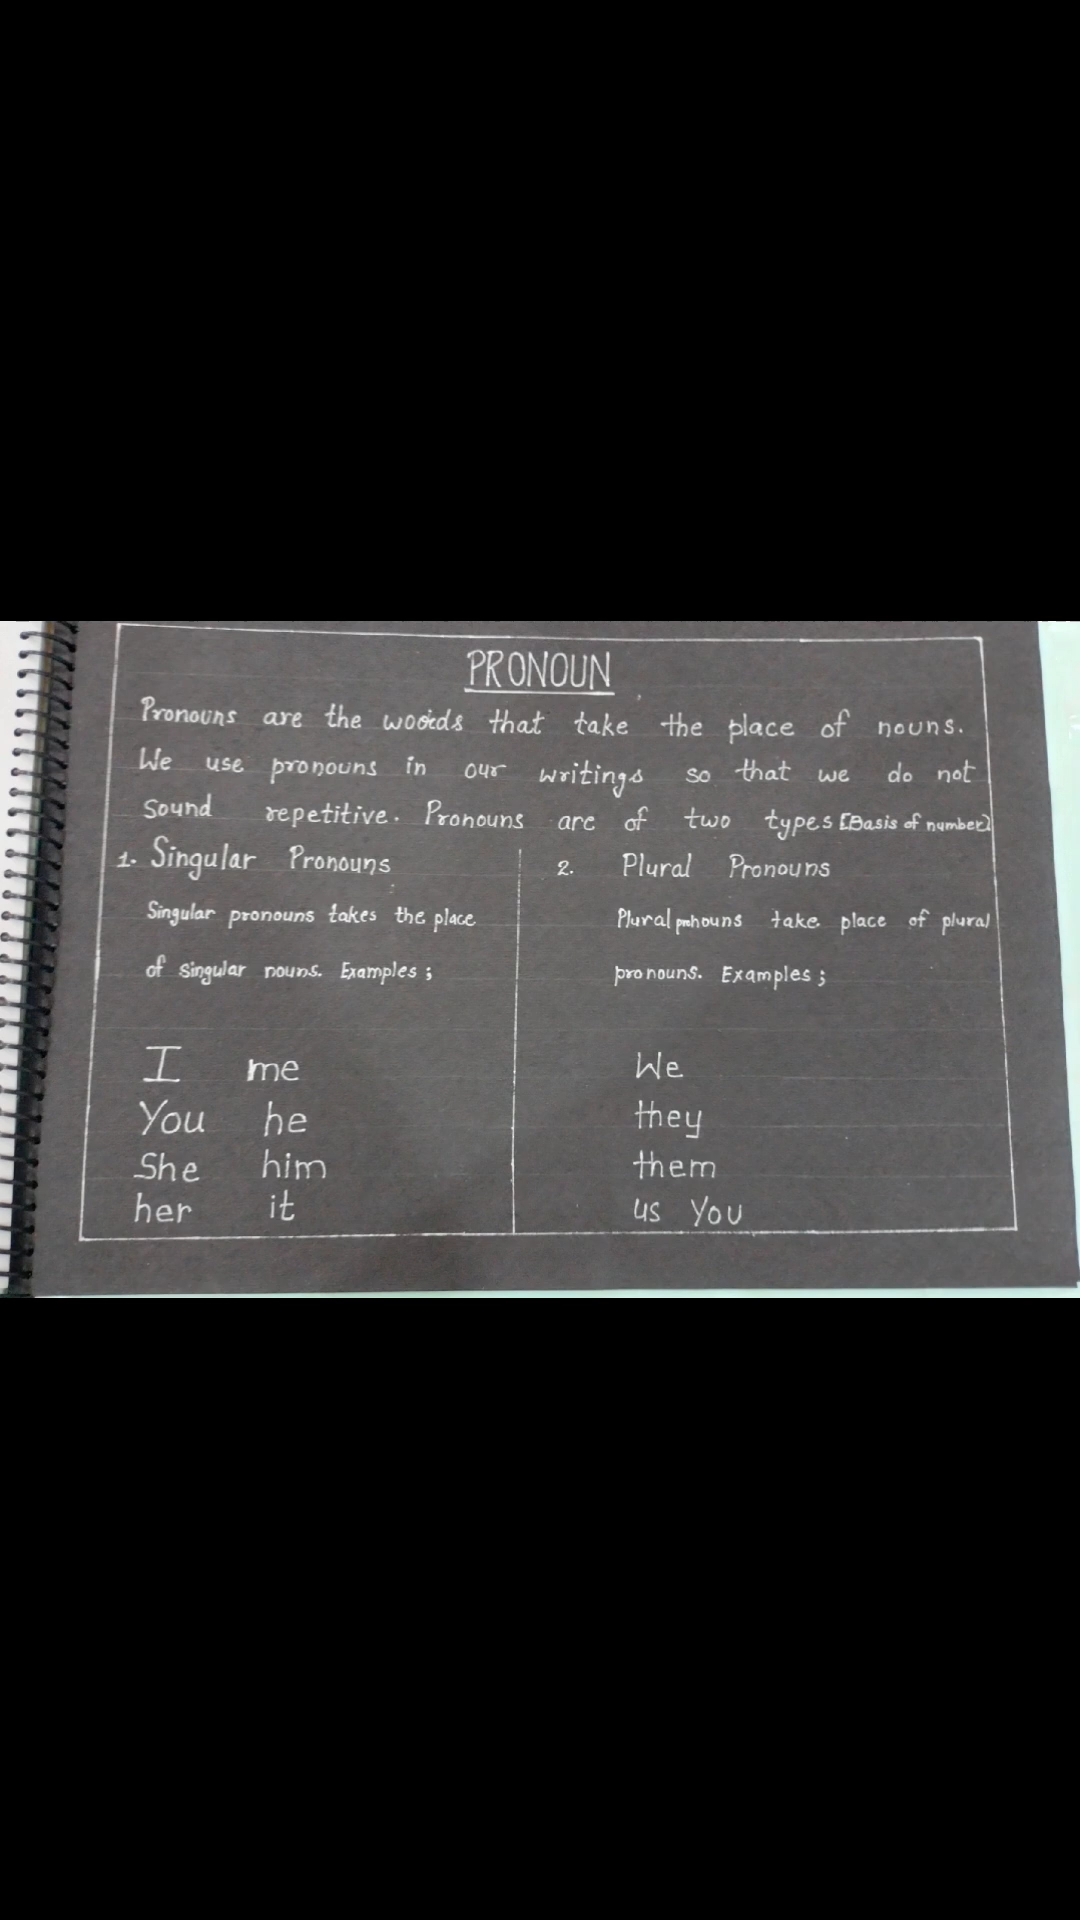 PRONOUN
Pronouns are the words that take the place of nouns.
We use pronouns in our writings so that we do not
sound repetitive. Pronouns are of two types [Basis of number]
1. Singular Pronouns
Singular pronouns takes the place
of singular nouns. Examples ;
I me
You he
She him
her it
2. Plural Pronouns
Plural pronouns take place of plural
pronouns. Examples ;
We
they
them
us You